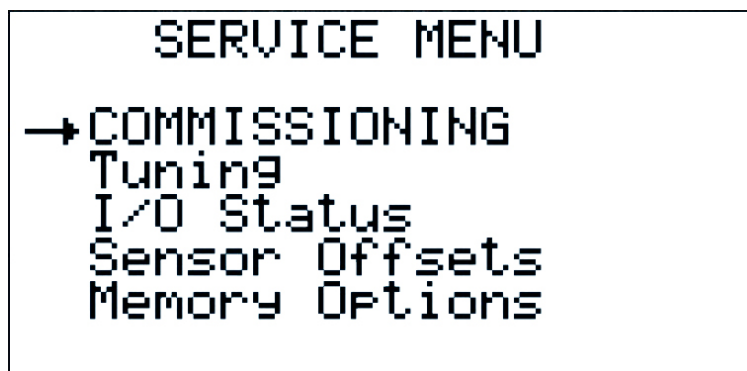 SERVICE MENU
→COMMISSIONING
Tuning
I/O Status
Sensor Offsets
Memory Options